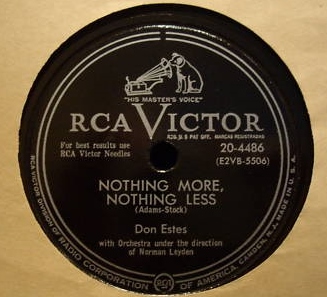 "HIS MASTER'S VOICE"
RCA VICTOR
REG. U.S. PAT. OFF. MARCAS REGISTRADAS
For best results use
RCA Victor Needles
20-4486
(E2VB-5506)
NOTHING MORE,
NOTHING LESS
(Adams-Stock)
Don Estes
with Orchestra under the direction
of Norman Leyden
RCA VICTOR DIVISION OF RADIO CORPORATION OF AMERICA, CAMDEN, N.J. MADE IN U.S.A.
RCA